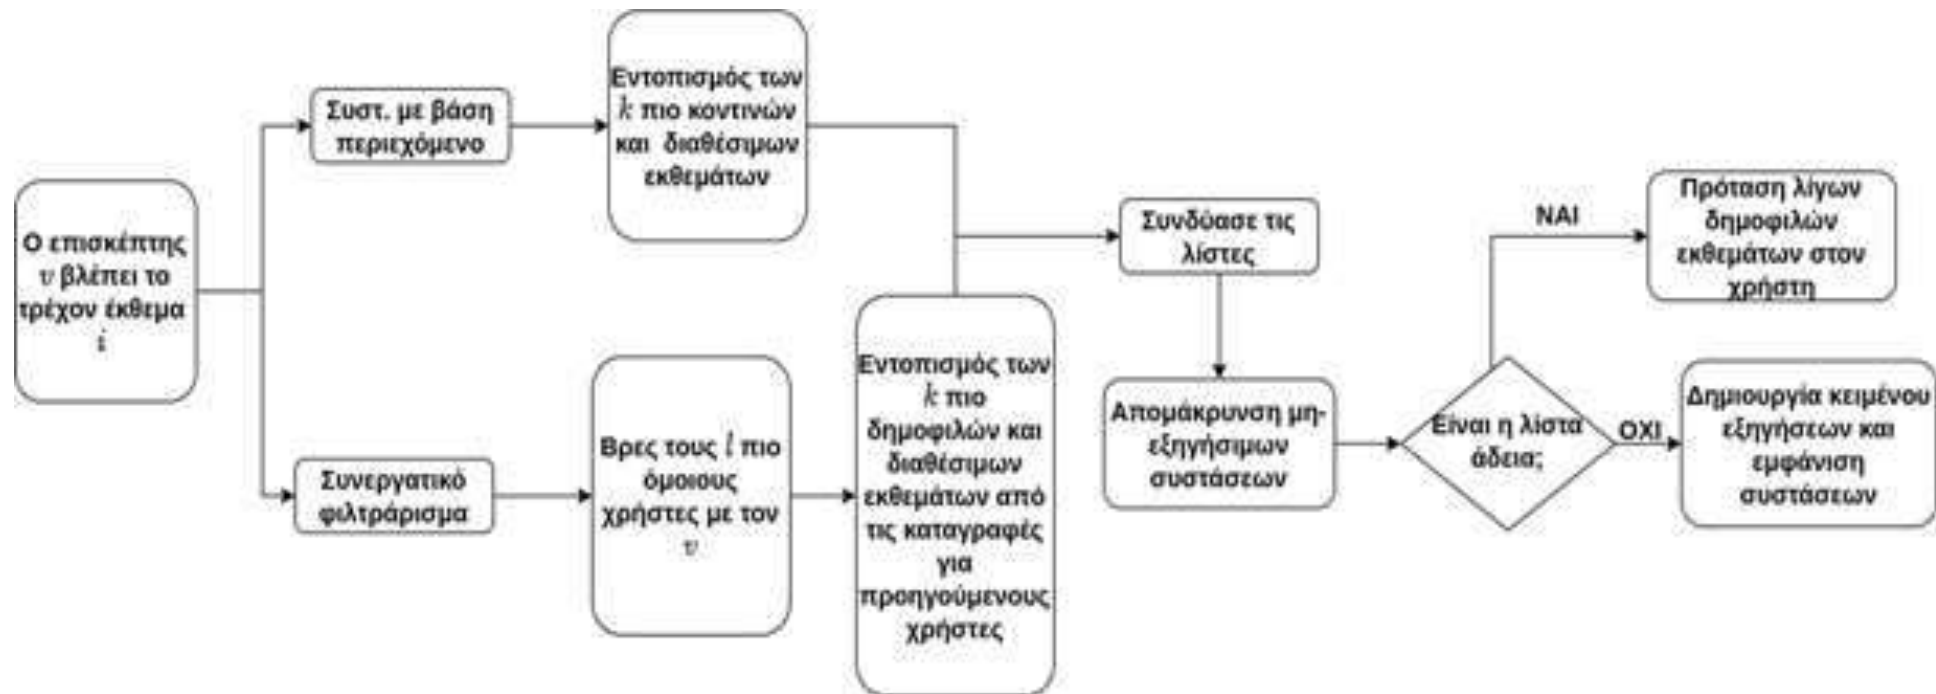 Ο επισκέπτης
v βλέπει το
τρέχον έκθεμα
i
Συστ. με βάση
περιεχόμενο
Εντοπισμός των
k πιο κοντινών
και διαθέσιμων
εκθεμάτων
Συνεργατικό
φιλτράρισμα
Βρες τους l πιο
όμοιους
χρήστες με τον
v
Εντοπισμός των
k πιο
δημοφιλών και
διαθέσιμων
εκθεμάτων από
τις καταγραφές
για
προηγούμενους
χρήστες
Συνδύασε τις
λίστες
Απομάκρυνση μη-
εξηγήσιμων
συστάσεων
Είναι η λίστα
άδεια;
ΝΑΙ
Πρόταση λίγων
δημοφιλών
εκθεμάτων στον
χρήστη
ΟΧΙ
Δημιουργία κειμένου
εξηγήσεων και
εμφάνιση
συστάσεων